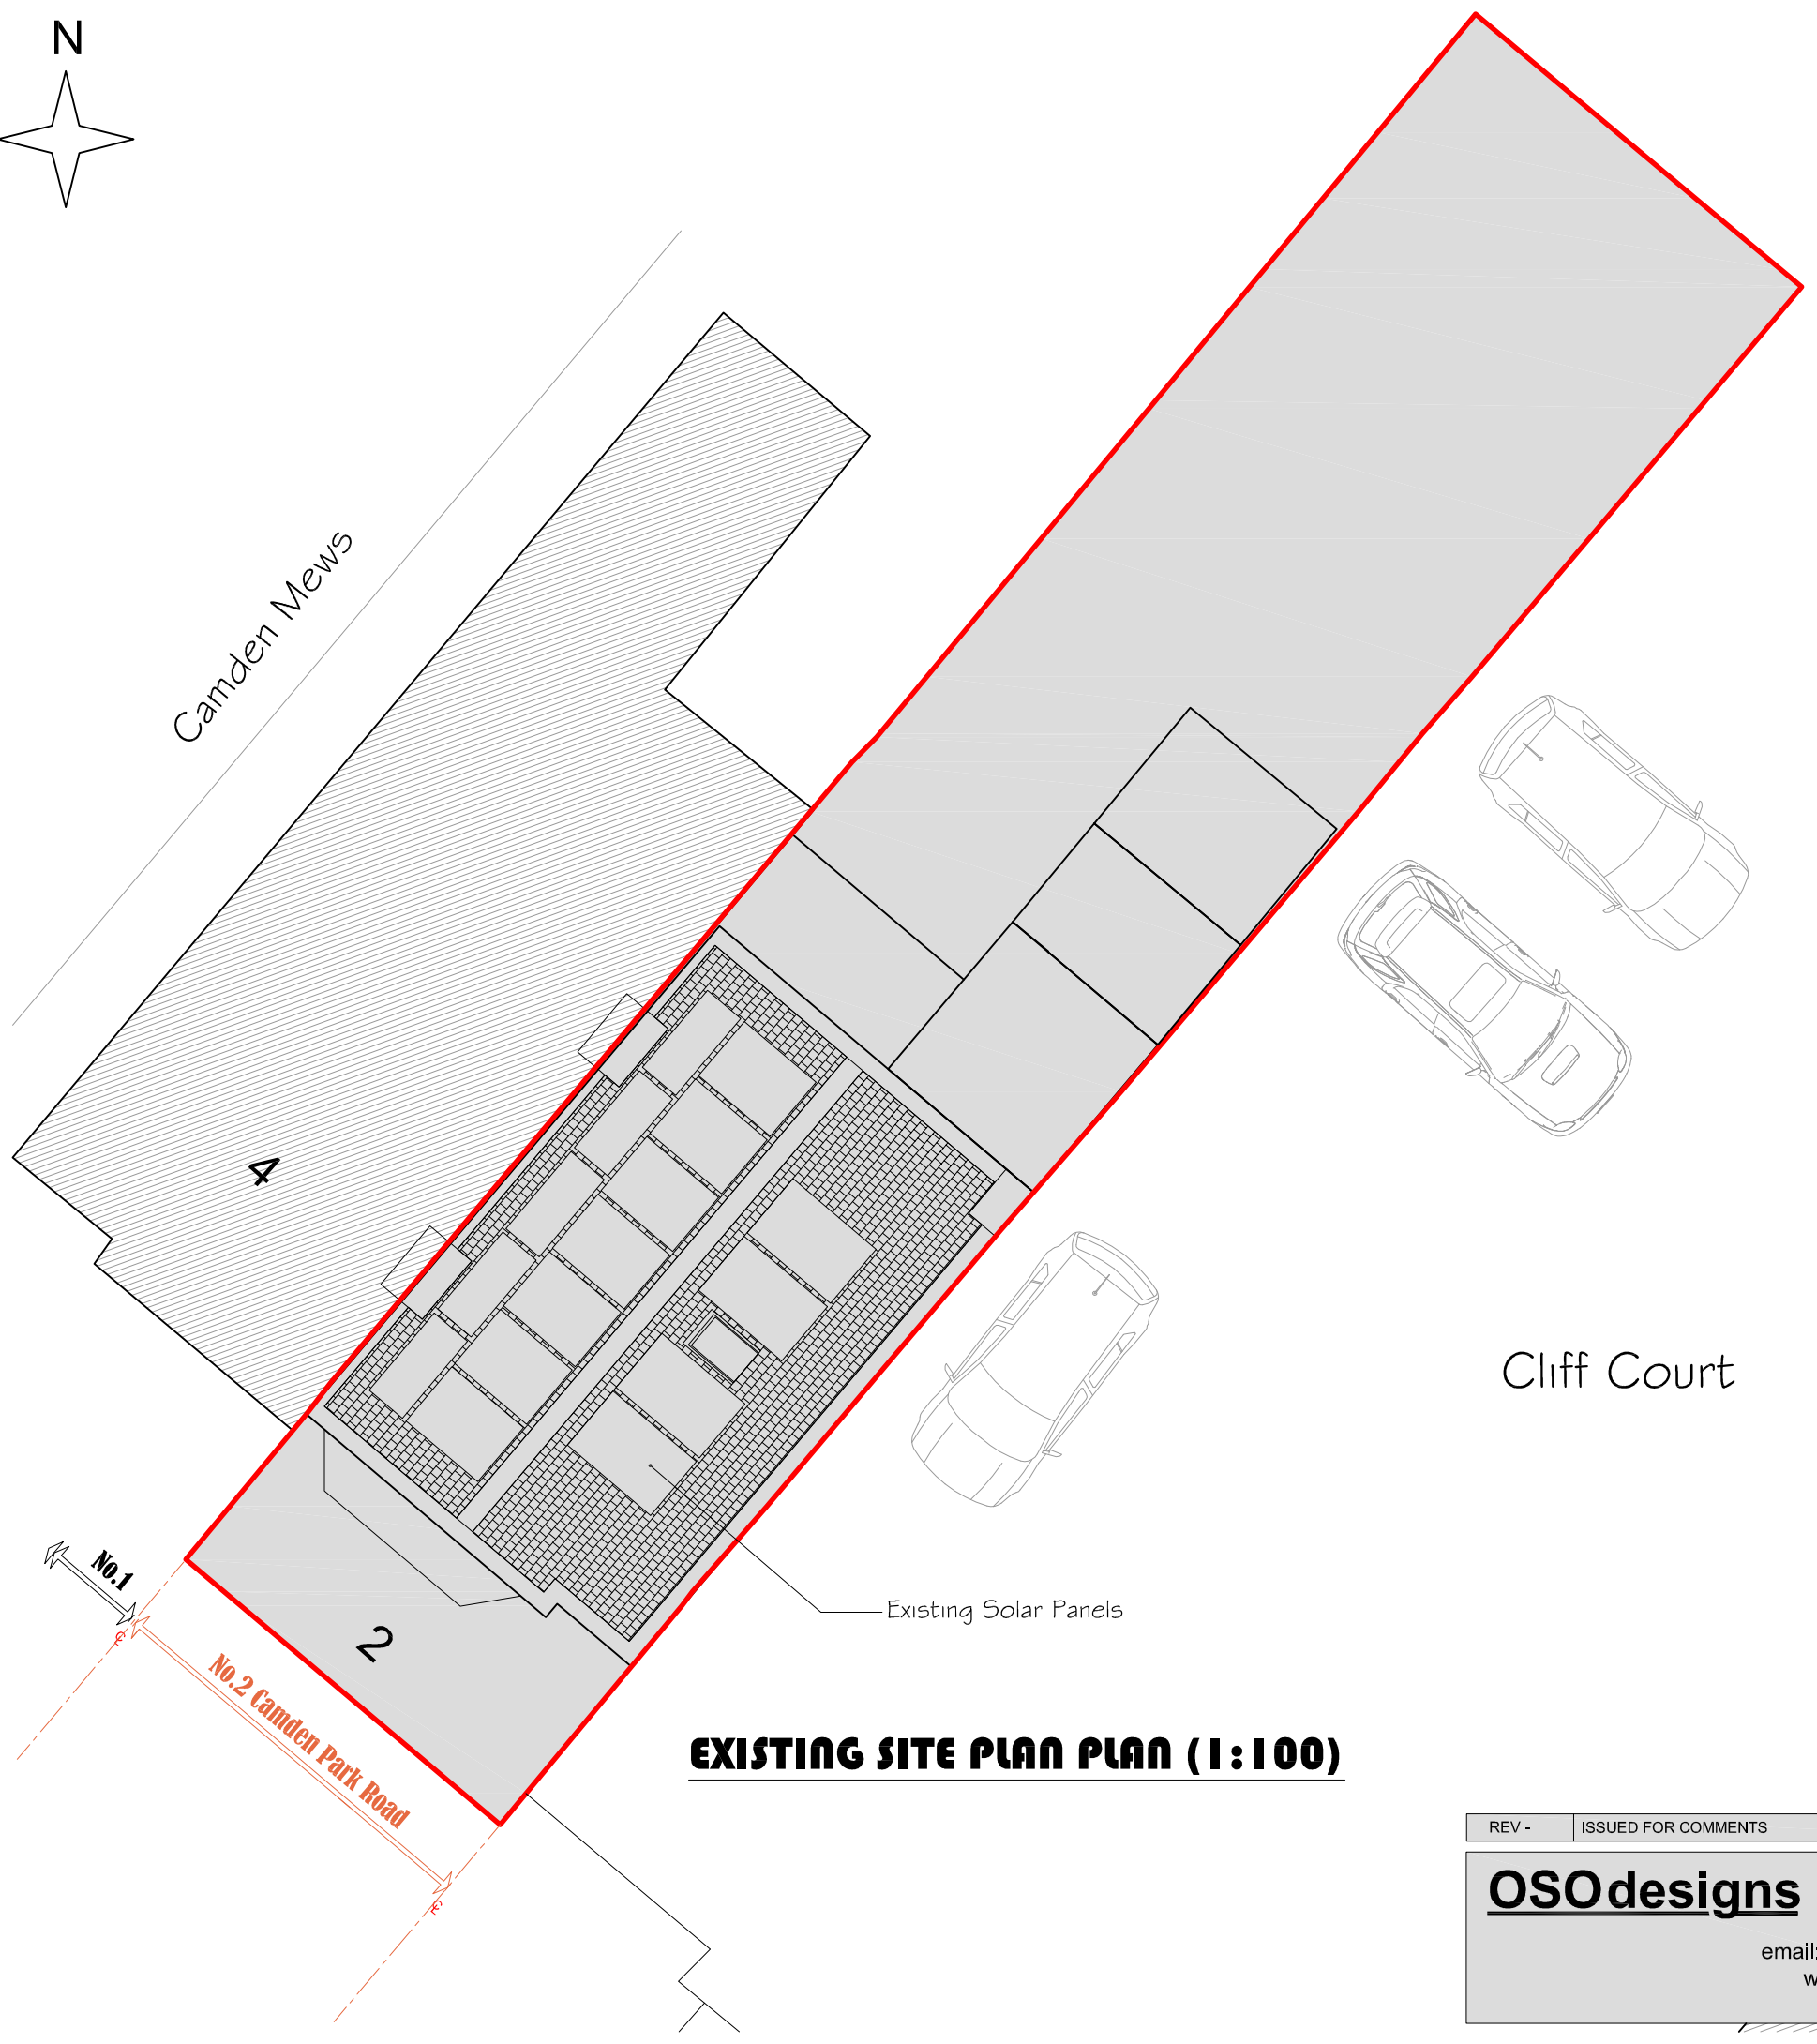 N
Camden Mews
4
Cliff Court
No.1
Existing Solar Panels
2
℄
No.2 Camden Park Road
℄
EXISTING SITE PLAN PLAN (1:100)
REV - ISSUED FOR COMMENTS
OSOdesigns
email:
w